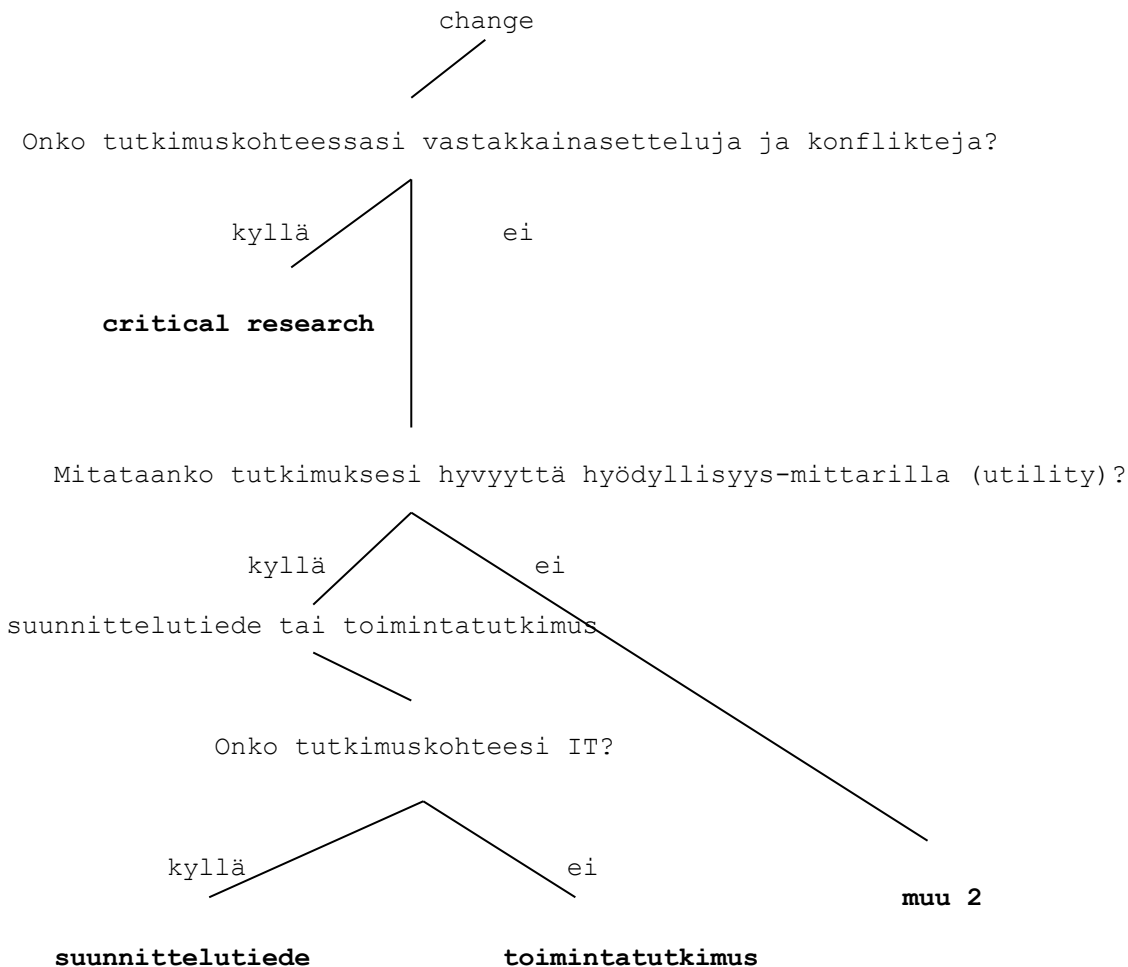 change
Onko tutkimuskohteessasi vastakkainasetteluja ja konflikteja?
kyllä ei
critical research
Mitataanko tutkimuksesi hyvyyttä hyödyllisyys-mittarilla (utility)?
kyllä ei
suunnittelutiede tai toimintatutkimus
Onko tutkimuskohteesi IT?
kyllä ei
muu 2
suunnittelutiede toimintatutkimus